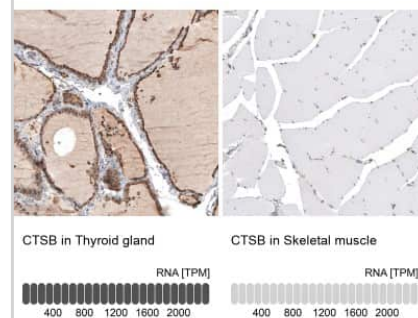 CTSB in Thyroid gland
RNA [TPM]
400 800 1200 1600 2000
CTSB in Skeletal muscle
RNA [TPM]
400 800 1200 1600 2000